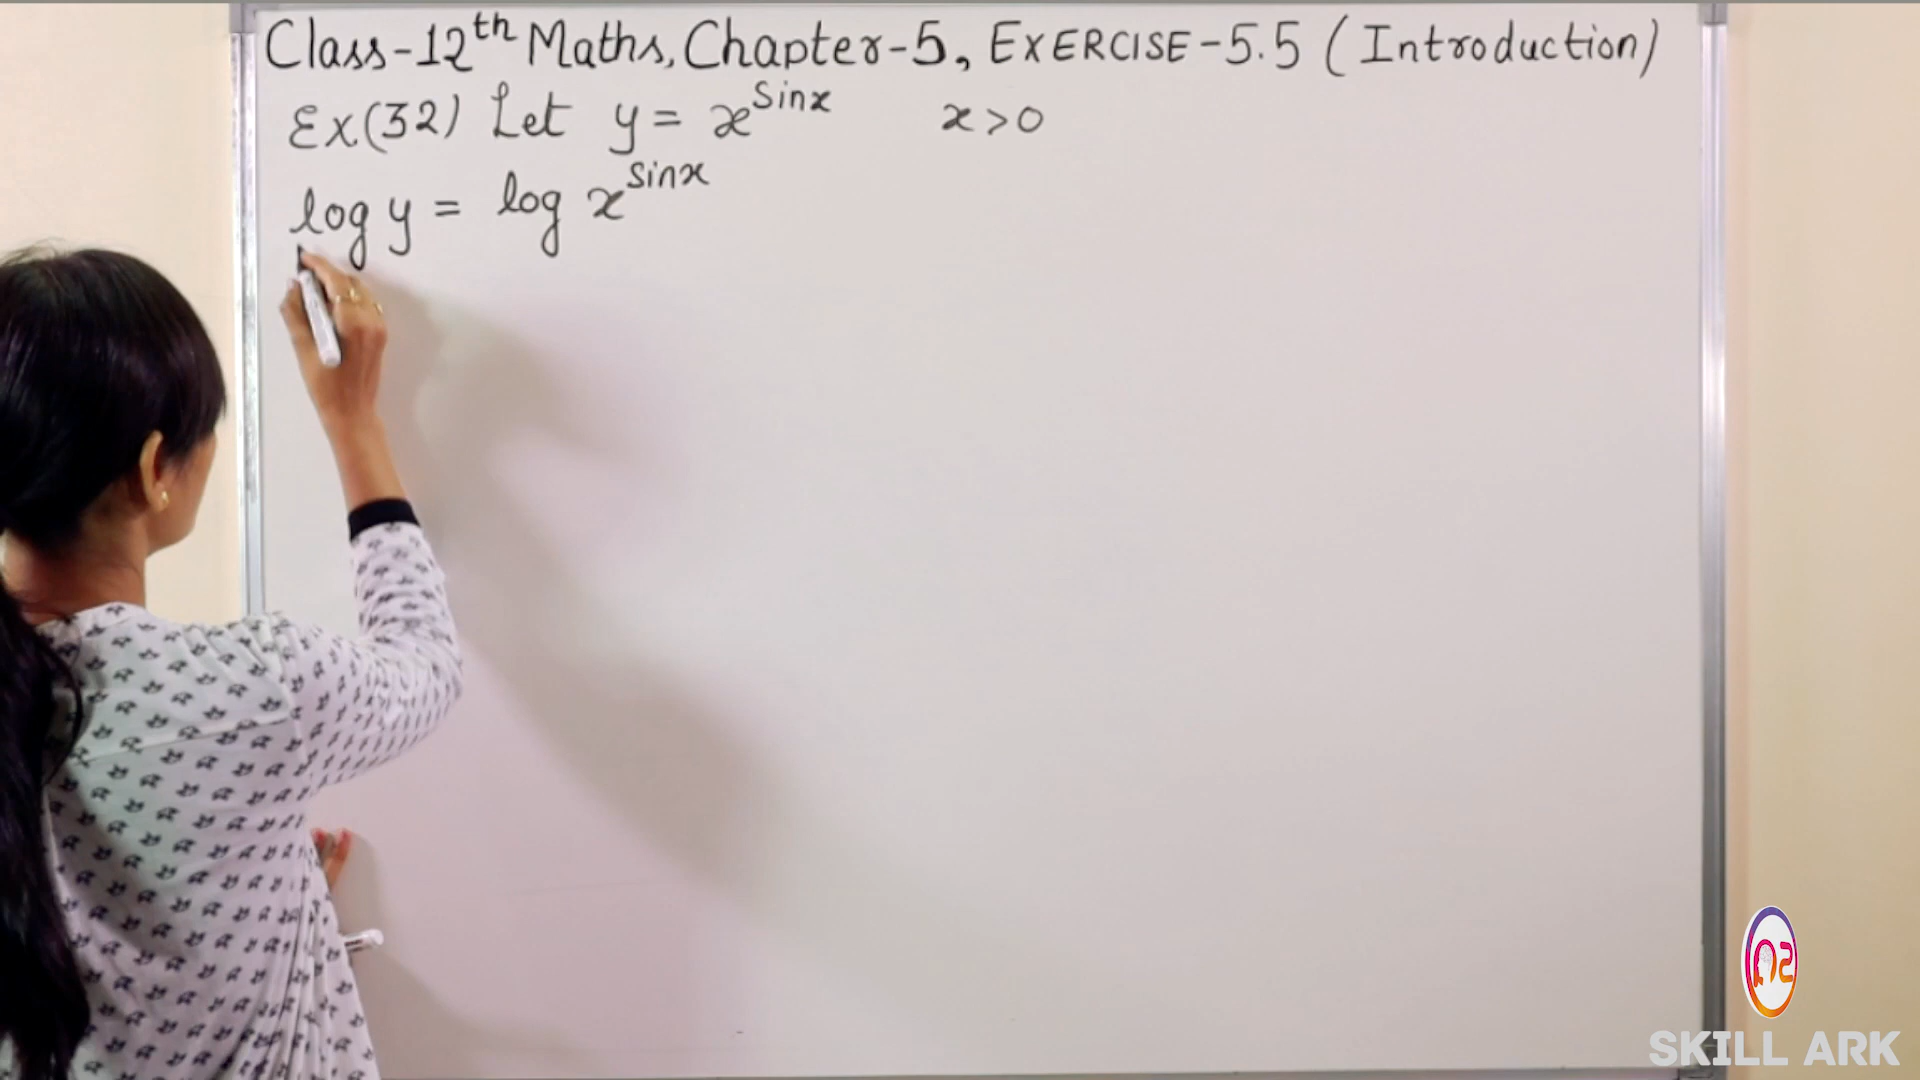 Class-12th Maths, Chapter-5, EXERCISE-5.5 (Introduction)
Ex(32) Let y = x^Sinx x>0
log y = log x^Sinx
SKILL ARK